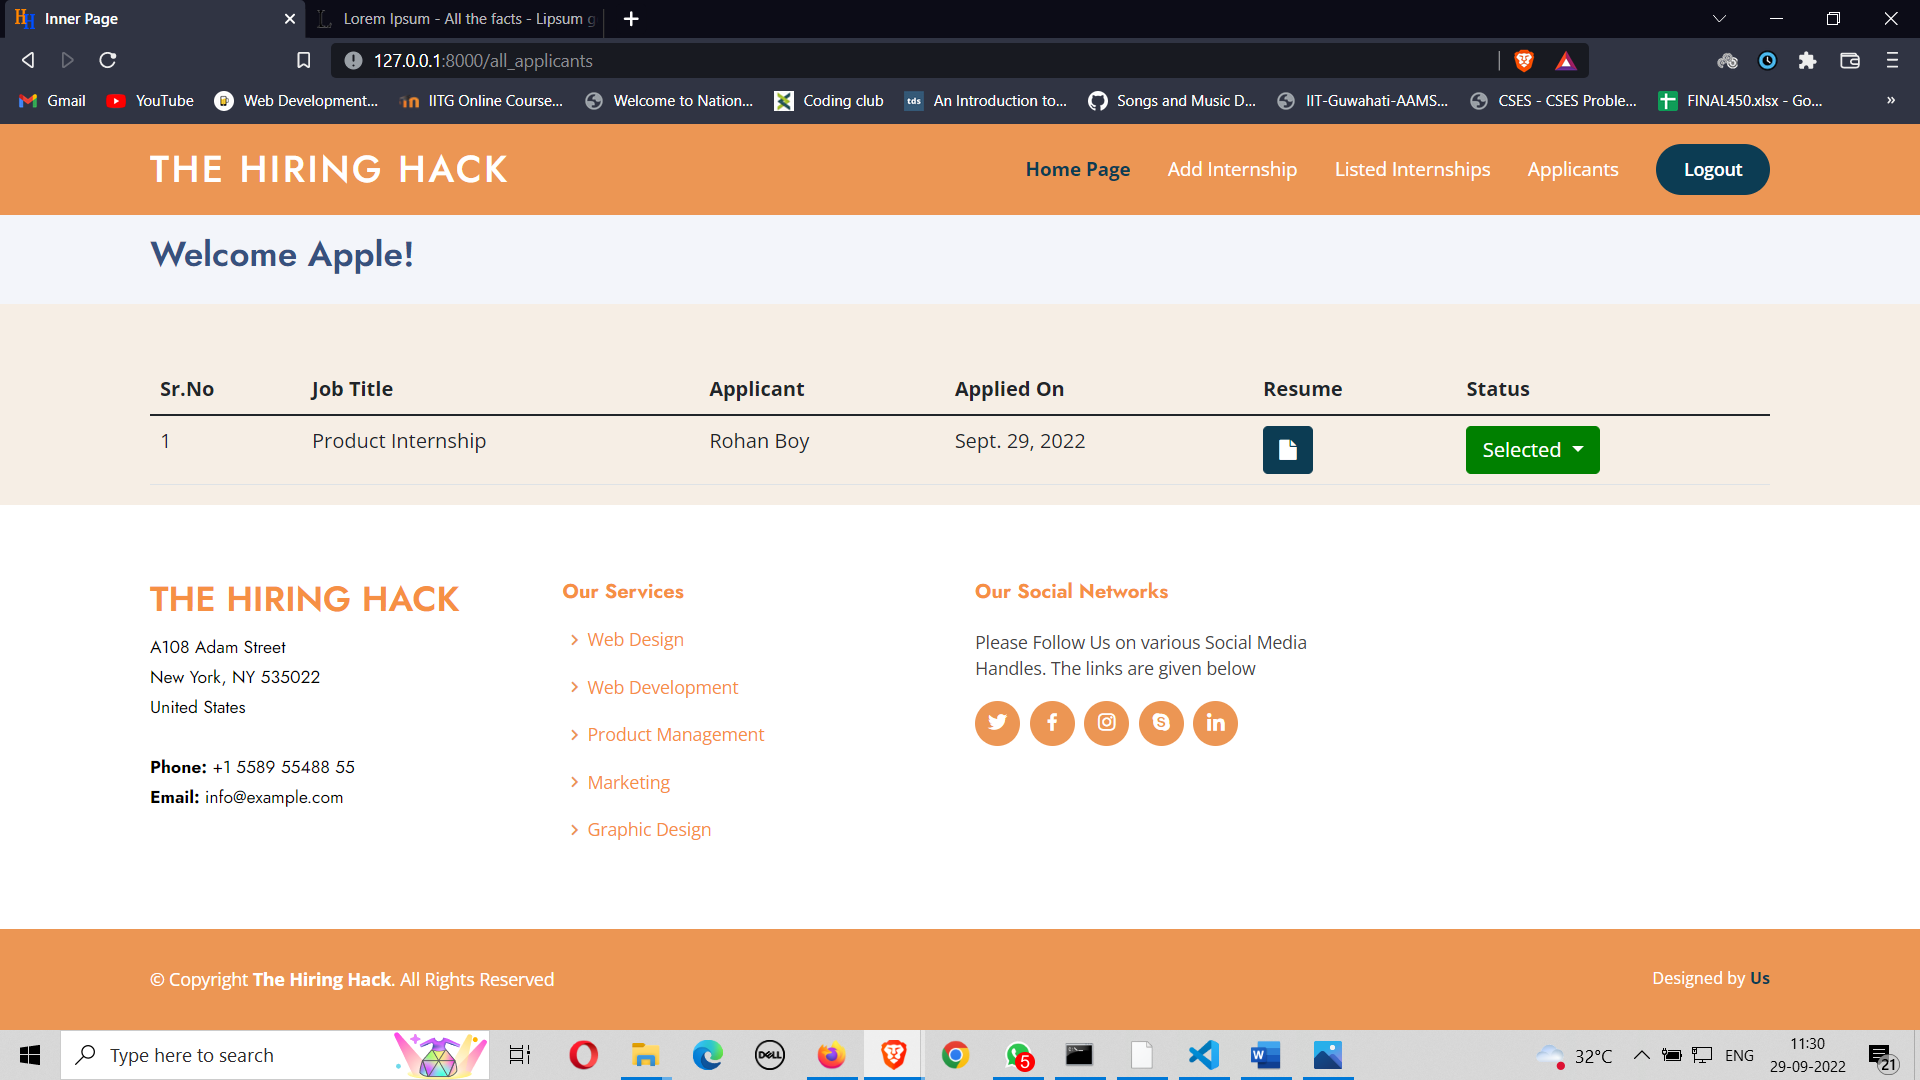 Inner Page
Lorem Ipsum - All the facts - Lipsum g
127.0.0.1:8000/all_applicants
Gmail
YouTube
Web Development...
IITG Online Course...
Welcome to Nation...
Coding club
tds
An Introduction to...
Songs and Music D...
IIT-Guwahati-AAMS...
CSES - CSES Proble...
FINAL450.xlsx - Go...
»
THE HIRING HACK
Home Page
Add Internship
Listed Internships
Applicants
Logout
Welcome Apple!
Sr.No Job Title Applicant Applied On Resume Status
1 Product Internship Rohan Boy Sept. 29, 2022 Selected
THE HIRING HACK
A108 Adam Street
New York, NY 535022
United States
Phone: +1 5589 55488 55
Email: info@example.com
Our Services
Web Design
Web Development
Product Management
Marketing
Graphic Design
Our Social Networks
Please Follow Us on various Social Media
Handles. The links are given below
© Copyright The Hiring Hack. All Rights Reserved
Designed by Us
Type here to search
DELL
5
32°C
ENG
11:30
29-09-2022
21